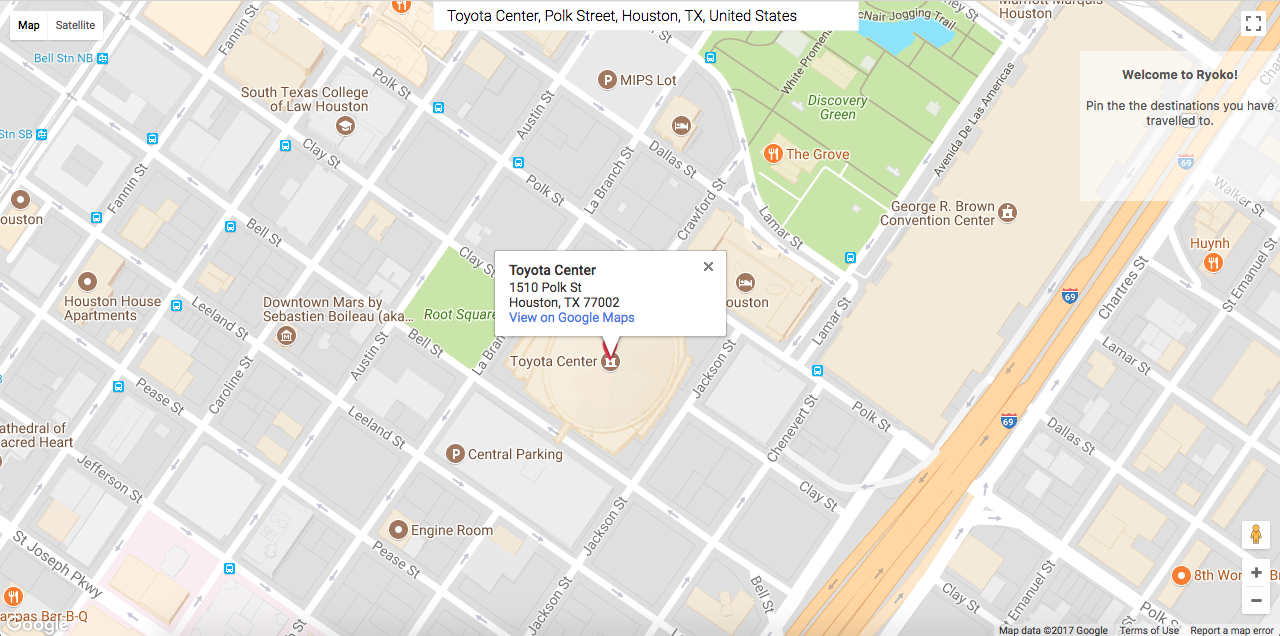 Map
Satellite
Toyota Center, Polk Street, Houston, TX, United States
Marriott Marquis
Houston
Welcome to Ryoko!
Pin the the destinations you have
travelled to.
Fannin St
Bell Stn NB
Polk St
MIPS Lot
White Promena
McNair Jogging Trail
South Texas College
of Law Houston
Austin St
Discovery
Green
Avenida De Las Americas
Stn SB
Clay St
Dallas St
The Grove
La Branch St
69
Walker St
Fannin St
Polk St
Crawford St
Lamar St
George R. Brown
Convention Center
ouston
Bell St
Clay St
Huynh
St Emanuel St
Chartres St
Toyota Center
1510 Polk St
Houston, TX 77002
View on Google Maps
Houston House
Apartments
Leeland St
Downtown Mars by
Sebastien Boileau (aka...
Root Square
ouston
69
Lamar St
Austin St
Bell St
La Bran
Toyota Center
Jackson St
Lamar St
Caroline St
Pease St
Leeland St
Polk St
Chenevert St
69
Dallas St
athedral of
acred Heart
Central Parking
Jefferson St
Clay St
Engine Room
Jackson St
Pease St
St Joseph Pkwy
Bell St
Jackson St
Clay St
St Emanuel St
8th Wo
B
Polk St
appas Bar-B-Q
Google
Map data ©2017 Google
Terms of Use
Report a map error